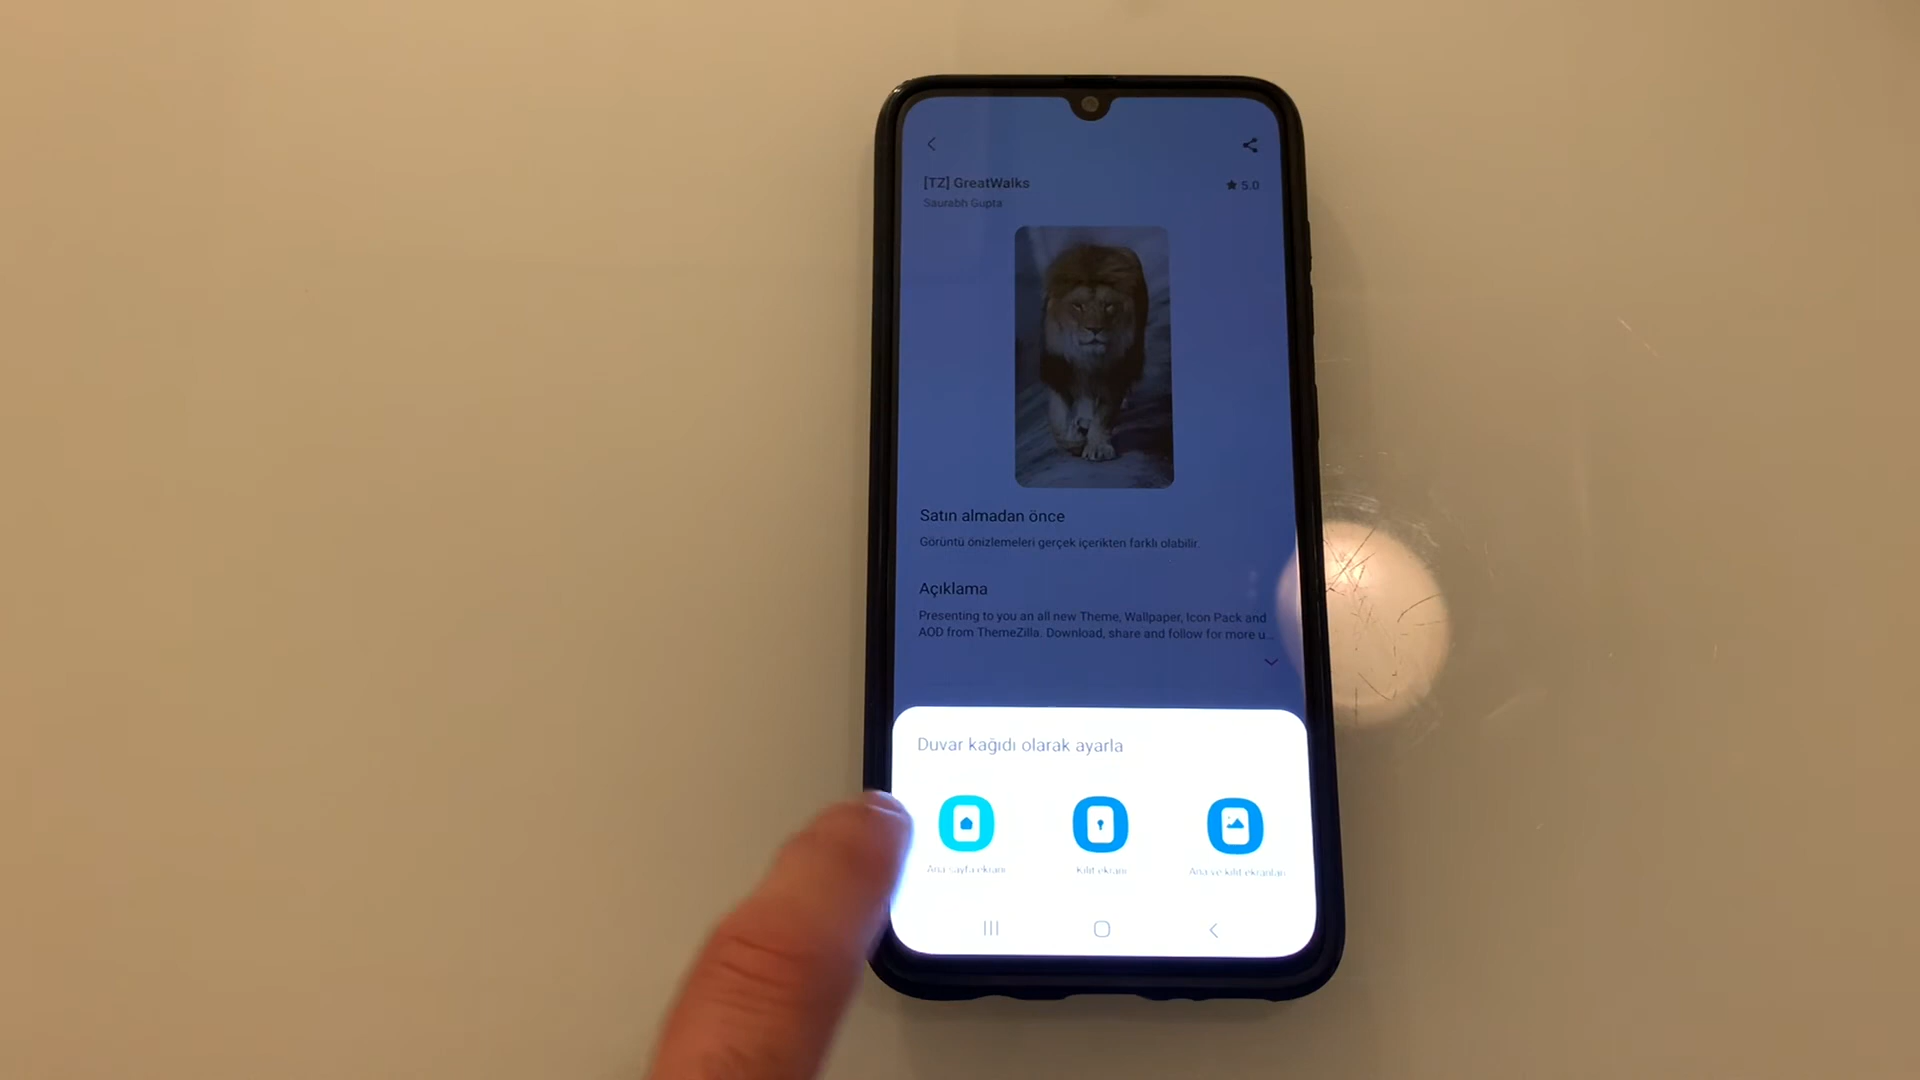 [TZ] GreatWalks
★ 5.0
Saurabh Gupta
Satın almadan önce
Görüntü önizlemeleri gerçek içerikten farklı olabilir.
Açıklama
Presenting to you an all new Theme, Wallpaper, Icon Pack and
AOD from ThemeZilla. Download, share and follow for more u...
Duvar kağıdı olarak ayarla
Ana sayfa ekranı
Kilit ekranı
Ana ve kilit ekranları